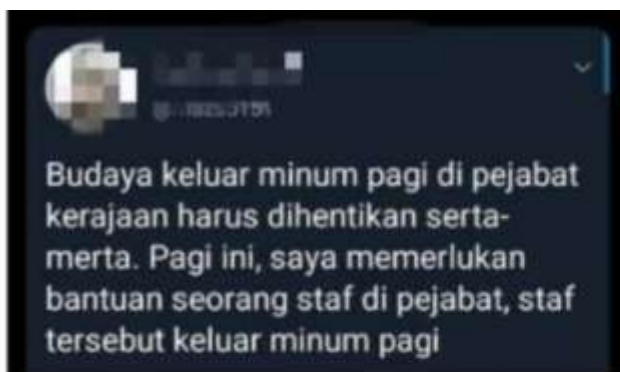 Budaya keluar minum pagi di pejabat
kerajaan harus dihentikan serta-
merta. Pagi ini, saya memerlukan
bantuan seorang staf di pejabat, staf
tersebut keluar minum pagi